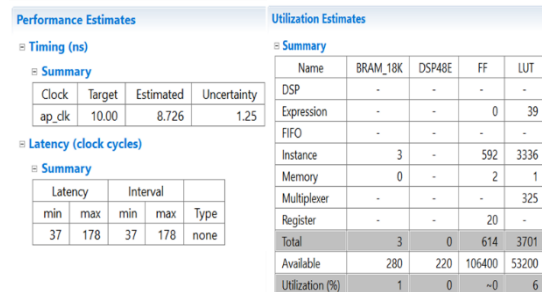 Performance Estimates
Timing (ns)
Summary
Clock Target Estimated Uncertainty
ap_clk 10.00 8.726 1.25
Latency (clock cycles)
Summary
Latency Interval
min max min max Type
37 178 37 178 none
Utilization Estimates
Summary
Name BRAM_18K DSP48E FF LUT
DSP - - - -
Expression - - 0 39
FIFO - - - -
Instance 3 - 592 3336
Memory 0 - 2 1
Multiplexer - - - 325
Register - - 20 -
Total 3 0 614 3701
Available 280 220 106400 53200
Utilization (%) 1 0 ~0 6